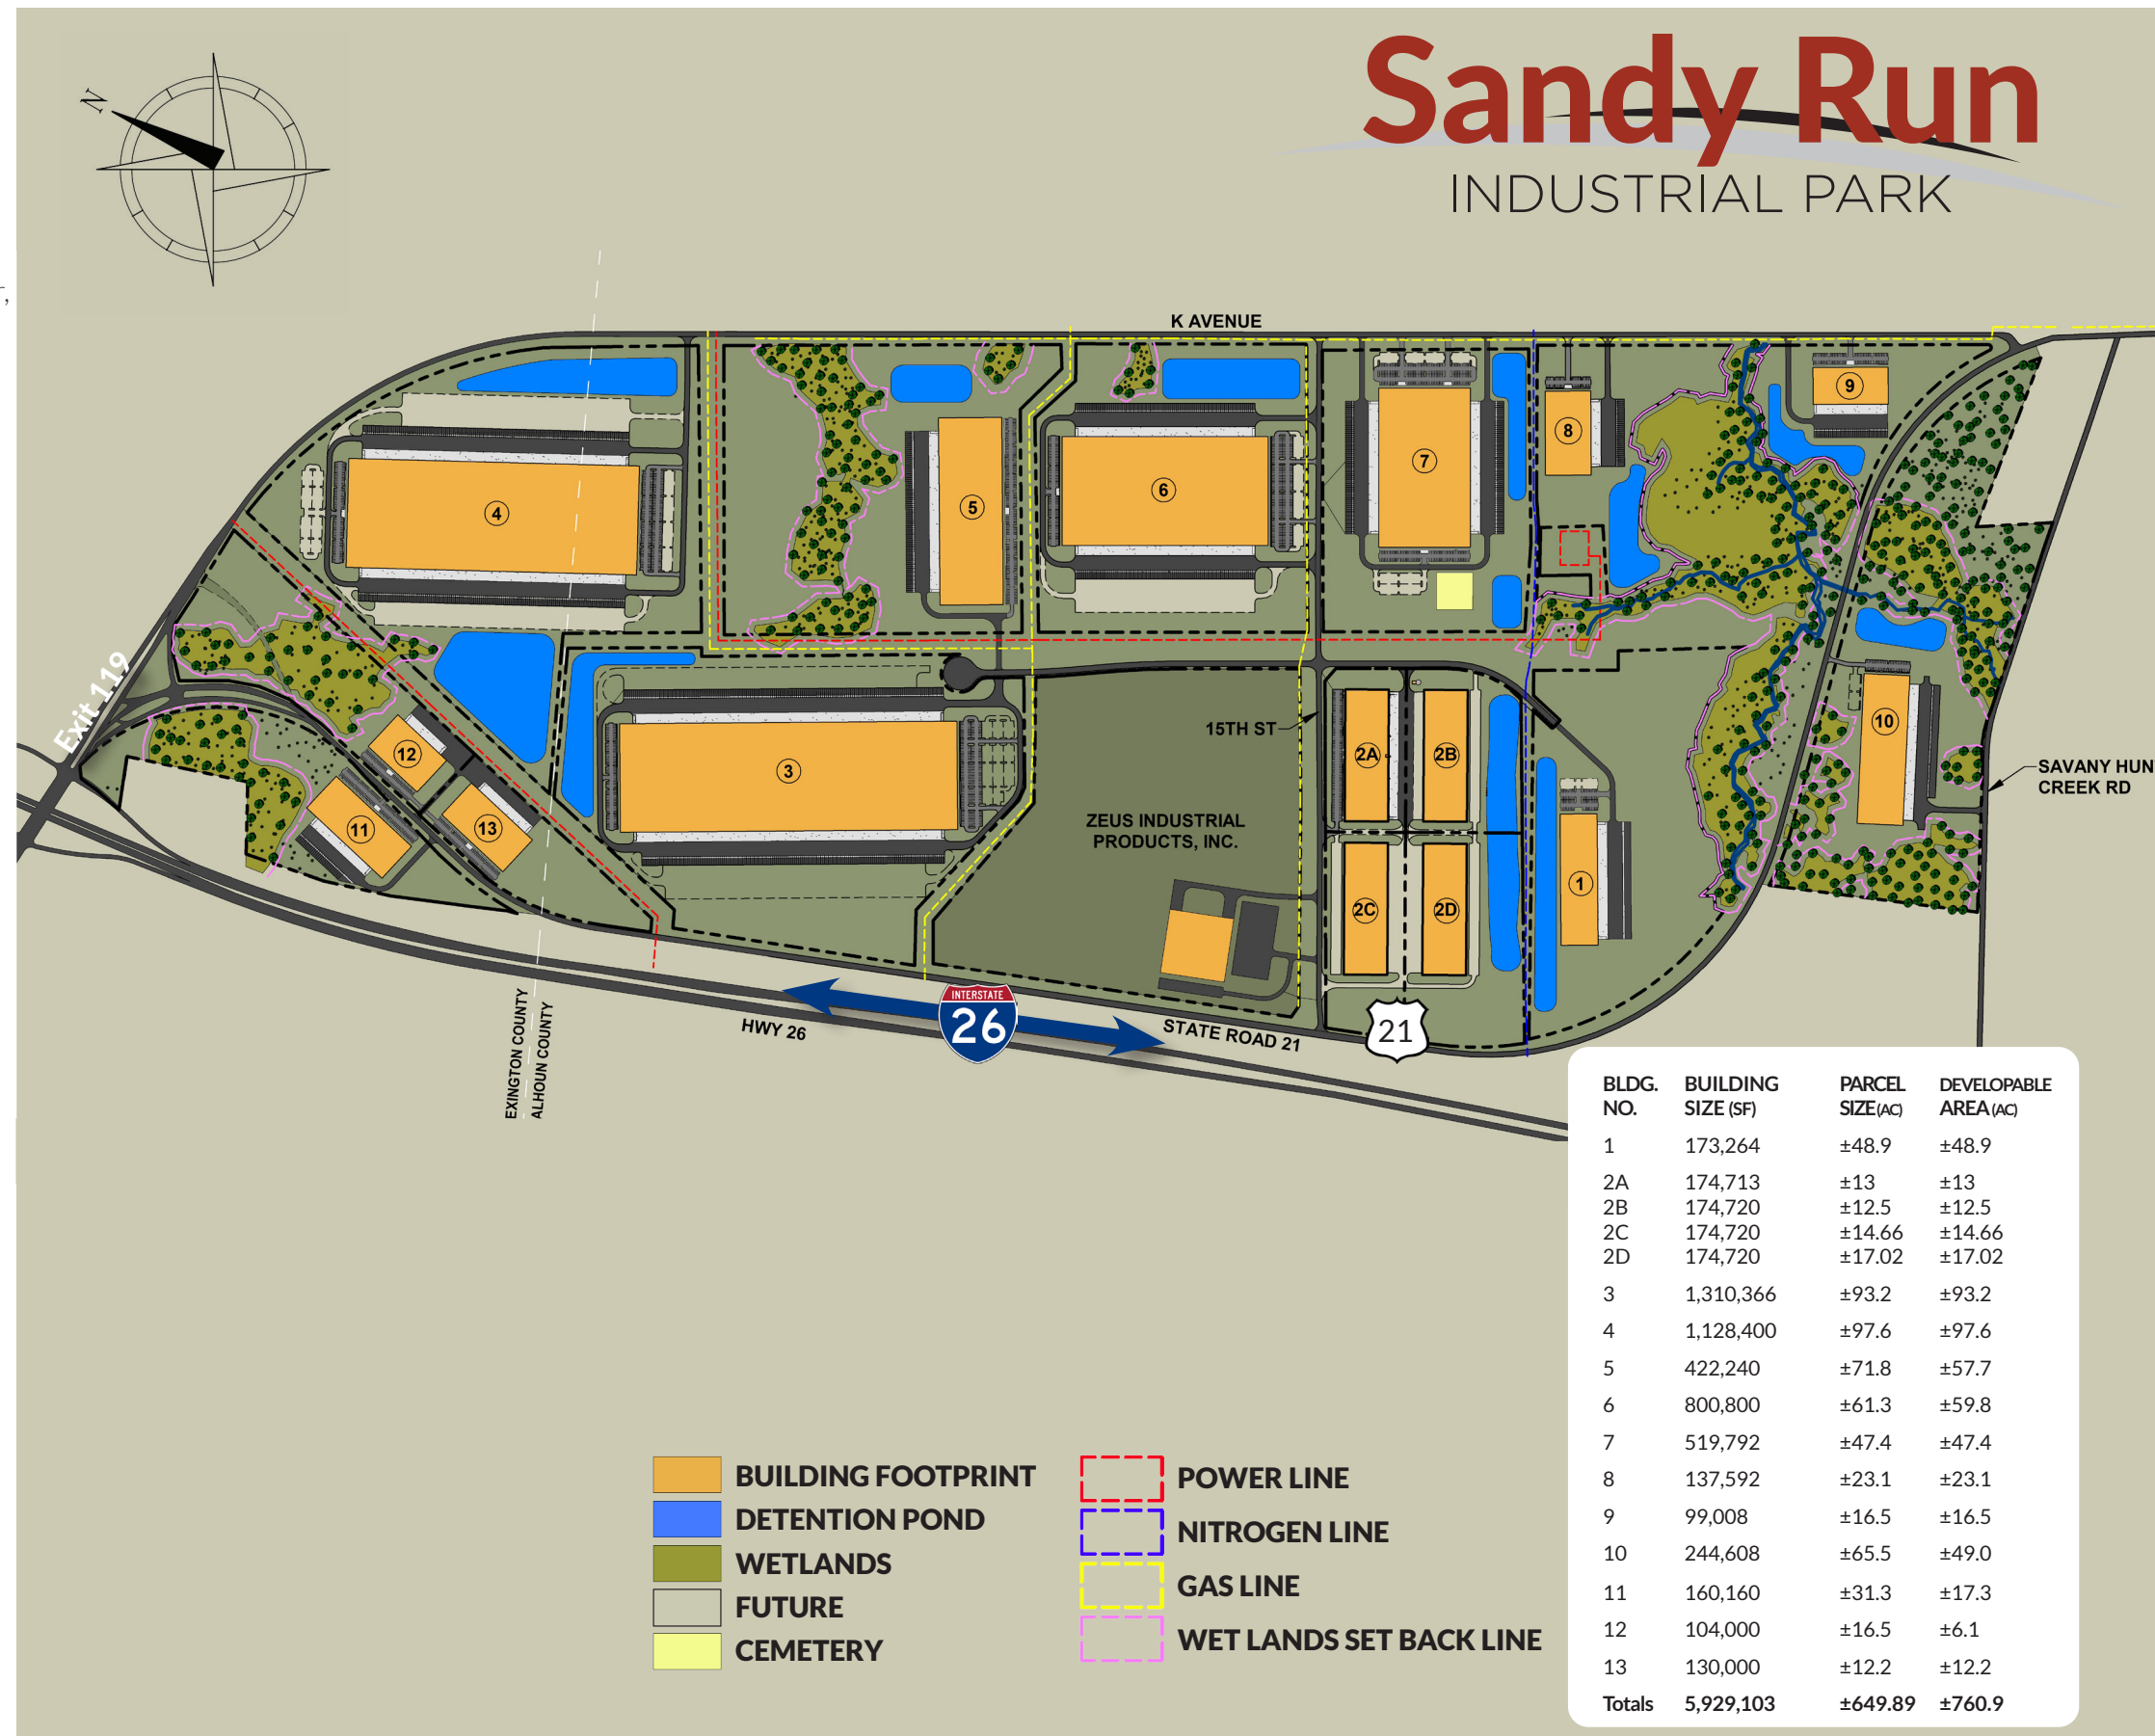 Sandy Run
INDUSTRIAL PARK
N
K AVENUE
4
5
6
7
8
9
10
Exit 119
12
11
13
3
15TH ST
2A
2B
2C
2D
1
ZEUS INDUSTRIAL
PRODUCTS, INC.
SAVANY HUN
CREEK RD
EXINGTON COUNTY
ALHOUN COUNTY
HWY 26
INTERSTATE
26
STATE ROAD 21
21
BLDG. BUILDING PARCEL DEVELOPABLE
NO. SIZE (SF) SIZE (AC) AREA (AC)
1 173,264 ±48.9 ±48.9
2A 174,713 ±13 ±13
2B 174,720 ±12.5 ±12.5
2C 174,720 ±14.66 ±14.66
2D 174,720 ±17.02 ±17.02
3 1,310,366 ±93.2 ±93.2
4 1,128,400 ±97.6 ±97.6
5 422,240 ±71.8 ±57.7
6 800,800 ±61.3 ±59.8
7 519,792 ±47.4 ±47.4
8 137,592 ±23.1 ±23.1
9 99,008 ±16.5 ±16.5
10 244,608 ±65.5 ±49.0
11 160,160 ±31.3 ±17.3
12 104,000 ±16.5 ±6.1
13 130,000 ±12.2 ±12.2
Totals 5,929,103 ±649.89 ±760.9
BUILDING FOOTPRINT
DETENTION POND
WETLANDS
FUTURE
CEMETERY
POWER LINE
NITROGEN LINE
GAS LINE
WET LANDS SET BACK LINE